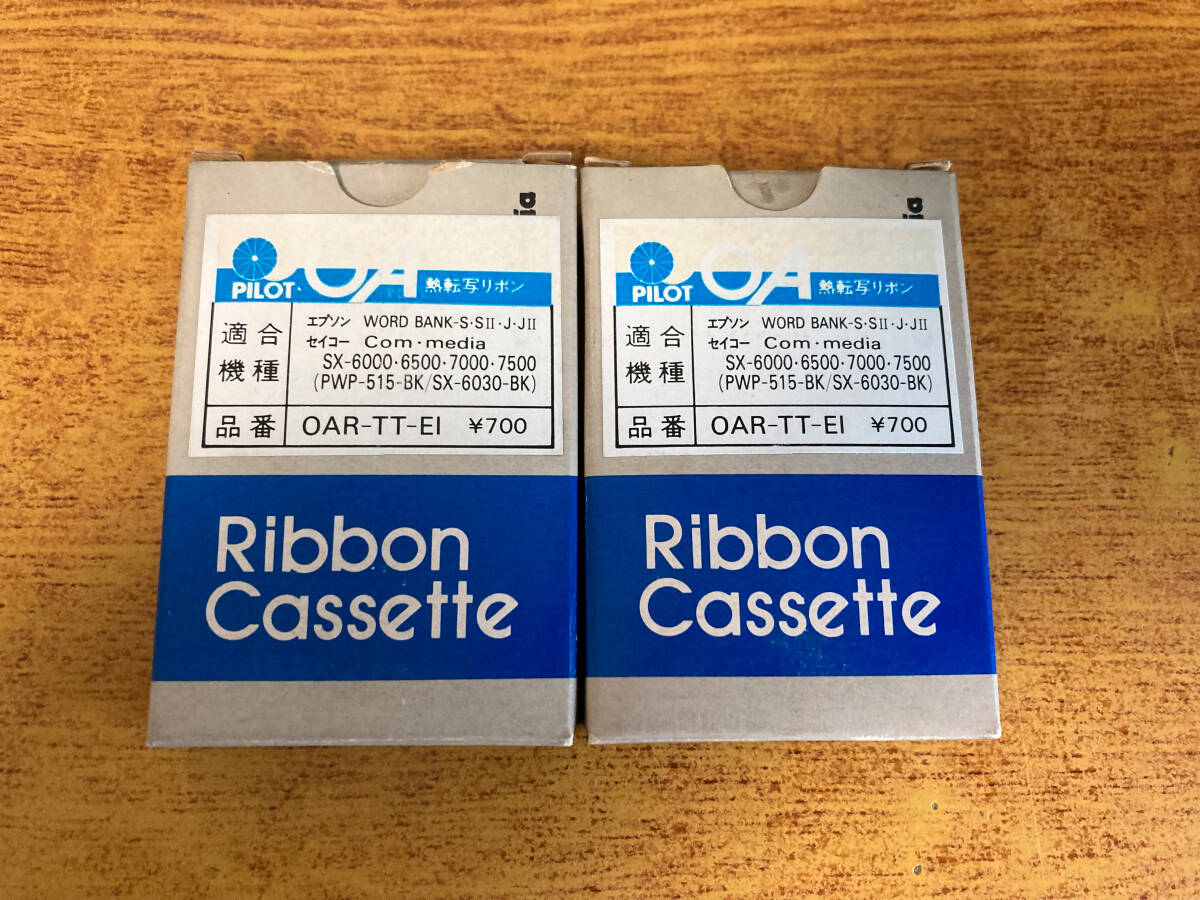 PILOT
OA
熱転写リボン
適合機種
エプソン WORD BANK-S・SII・J・JII
セイコー Com・media
SX-6000・6500・7000・7500
(PWP-515-BK/SX-6030-BK)
品番 OAR-TT-EI ¥700
Ribbon
Cassette
PILOT
OA
熱転写リボン
適合機種
エプソン WORD BANK-S・SII・J・JII
セイコー Com・media
SX-6000・6500・7000・7500
(PWP-515-BK/SX-6030-BK)
品番 OAR-TT-EI ¥700
Ribbon
Cassette